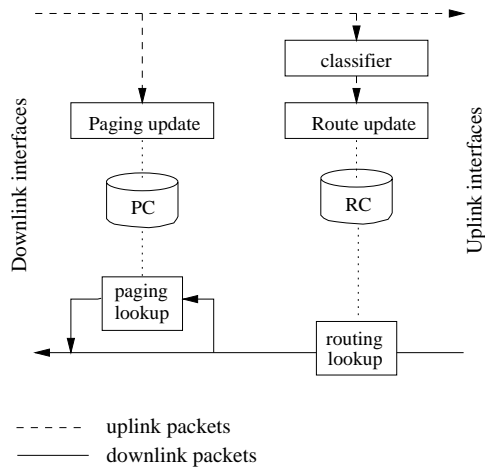 classifier
Paging update
Route update
Downlink interfaces
Uplink interfaces
PC
RC
paging
lookup
routing
lookup
uplink packets
downlink packets